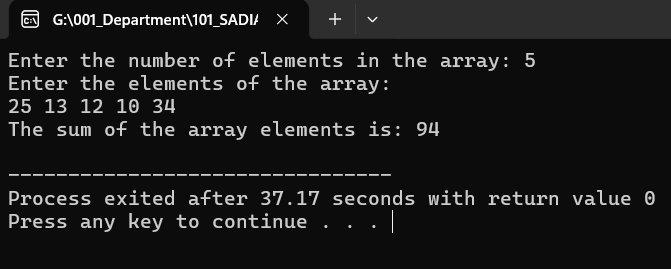 G:\001_Department\101_SADIA
Enter the number of elements in the array: 5
Enter the elements of the array:
25 13 12 10 34
The sum of the array elements is: 94
--------------------------------
Process exited after 37.17 seconds with return value 0
Press any key to continue . . .